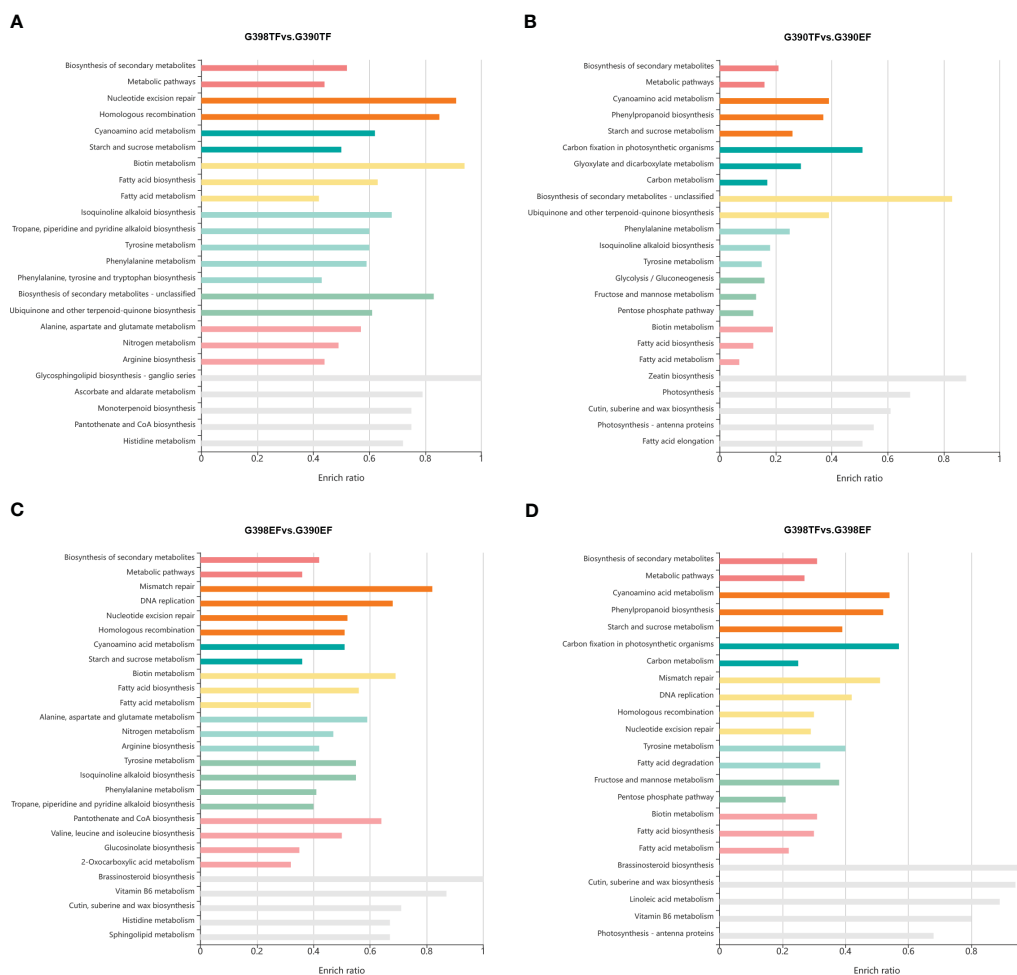 A
G398TFvs.G390TF
Biosynthesis of secondary metabolites
Metabolic pathways
Nucleotide excision repair
Homologous recombination
Cyanoamino acid metabolism
Starch and sucrose metabolism
Biotin metabolism
Fatty acid biosynthesis
Fatty acid metabolism
Isoquinoline alkaloid biosynthesis
Tropane, piperidine and pyridine alkaloid biosynthesis
Tyrosine metabolism
Phenylalanine metabolism
Phenylalanine, tyrosine and tryptophan biosynthesis
Biosynthesis of secondary metabolites - unclassified
Ubiquinone and other terpenoid-quinone biosynthesis
Alanine, aspartate and glutamate metabolism
Nitrogen metabolism
Arginine biosynthesis
Glycosphingolipid biosynthesis - ganglio series
Ascorbate and aldarate metabolism
Monoterpenoid biosynthesis
Pantothenate and CoA biosynthesis
Histidine metabolism
0 0.2 0.4 0.6 0.8 1
Enrich ratio
B
G390TFvs.G390EF
Biosynthesis of secondary metabolites
Metabolic pathways
Cyanoamino acid metabolism
Phenylpropanoid biosynthesis
Starch and sucrose metabolism
Carbon fixation in photosynthetic organisms
Glyoxylate and dicarboxylate metabolism
Carbon metabolism
Biosynthesis of secondary metabolites - unclassified
Ubiquinone and other terpenoid-quinone biosynthesis
Phenylalanine metabolism
Isoquinoline alkaloid biosynthesis
Tyrosine metabolism
Glycolysis / Gluconeogenesis
Fructose and mannose metabolism
Pentose phosphate pathway
Biotin metabolism
Fatty acid biosynthesis
Fatty acid metabolism
Zeatin biosynthesis
Photosynthesis
Cutin, suberine and wax biosynthesis
Photosynthesis - antenna proteins
Fatty acid elongation
0 0.2 0.4 0.6 0.8 1
Enrich ratio
C
G398EFvs.G390EF
Biosynthesis of secondary metabolites
Metabolic pathways
Mismatch repair
DNA replication
Nucleotide excision repair
Homologous recombination
Cyanoamino acid metabolism
Starch and sucrose metabolism
Biotin metabolism
Fatty acid biosynthesis
Fatty acid metabolism
Alanine, aspartate and glutamate metabolism
Nitrogen metabolism
Arginine biosynthesis
Tyrosine metabolism
Isoquinoline alkaloid biosynthesis
Phenylalanine metabolism
Tropane, piperidine and pyridine alkaloid biosynthesis
Pantothenate and CoA biosynthesis
Valine, leucine and isoleucine biosynthesis
Glucosinolate biosynthesis
2-Oxocarboxylic acid metabolism
Brassinosteroid biosynthesis
Vitamin B6 metabolism
Cutin, suberine and wax biosynthesis
Histidine metabolism
Sphingolipid metabolism
0 0.2 0.4 0.6 0.8 1
Enrich ratio
D
G398TFvs.G398EF
Biosynthesis of secondary metabolites
Metabolic pathways
Cyanoamino acid metabolism
Phenylpropanoid biosynthesis
Starch and sucrose metabolism
Carbon fixation in photosynthetic organisms
Carbon metabolism
Mismatch repair
DNA replication
Homologous recombination
Nucleotide excision repair
Tyrosine metabolism
Fatty acid degradation
Fructose and mannose metabolism
Pentose phosphate pathway
Biotin metabolism
Fatty acid biosynthesis
Fatty acid metabolism
Brassinosteroid biosynthesis
Cutin, suberine and wax biosynthesis
Linoleic acid metabolism
Vitamin B6 metabolism
Photosynthesis - antenna proteins
0 0.2 0.4 0.6 0.8
Enrich ratio